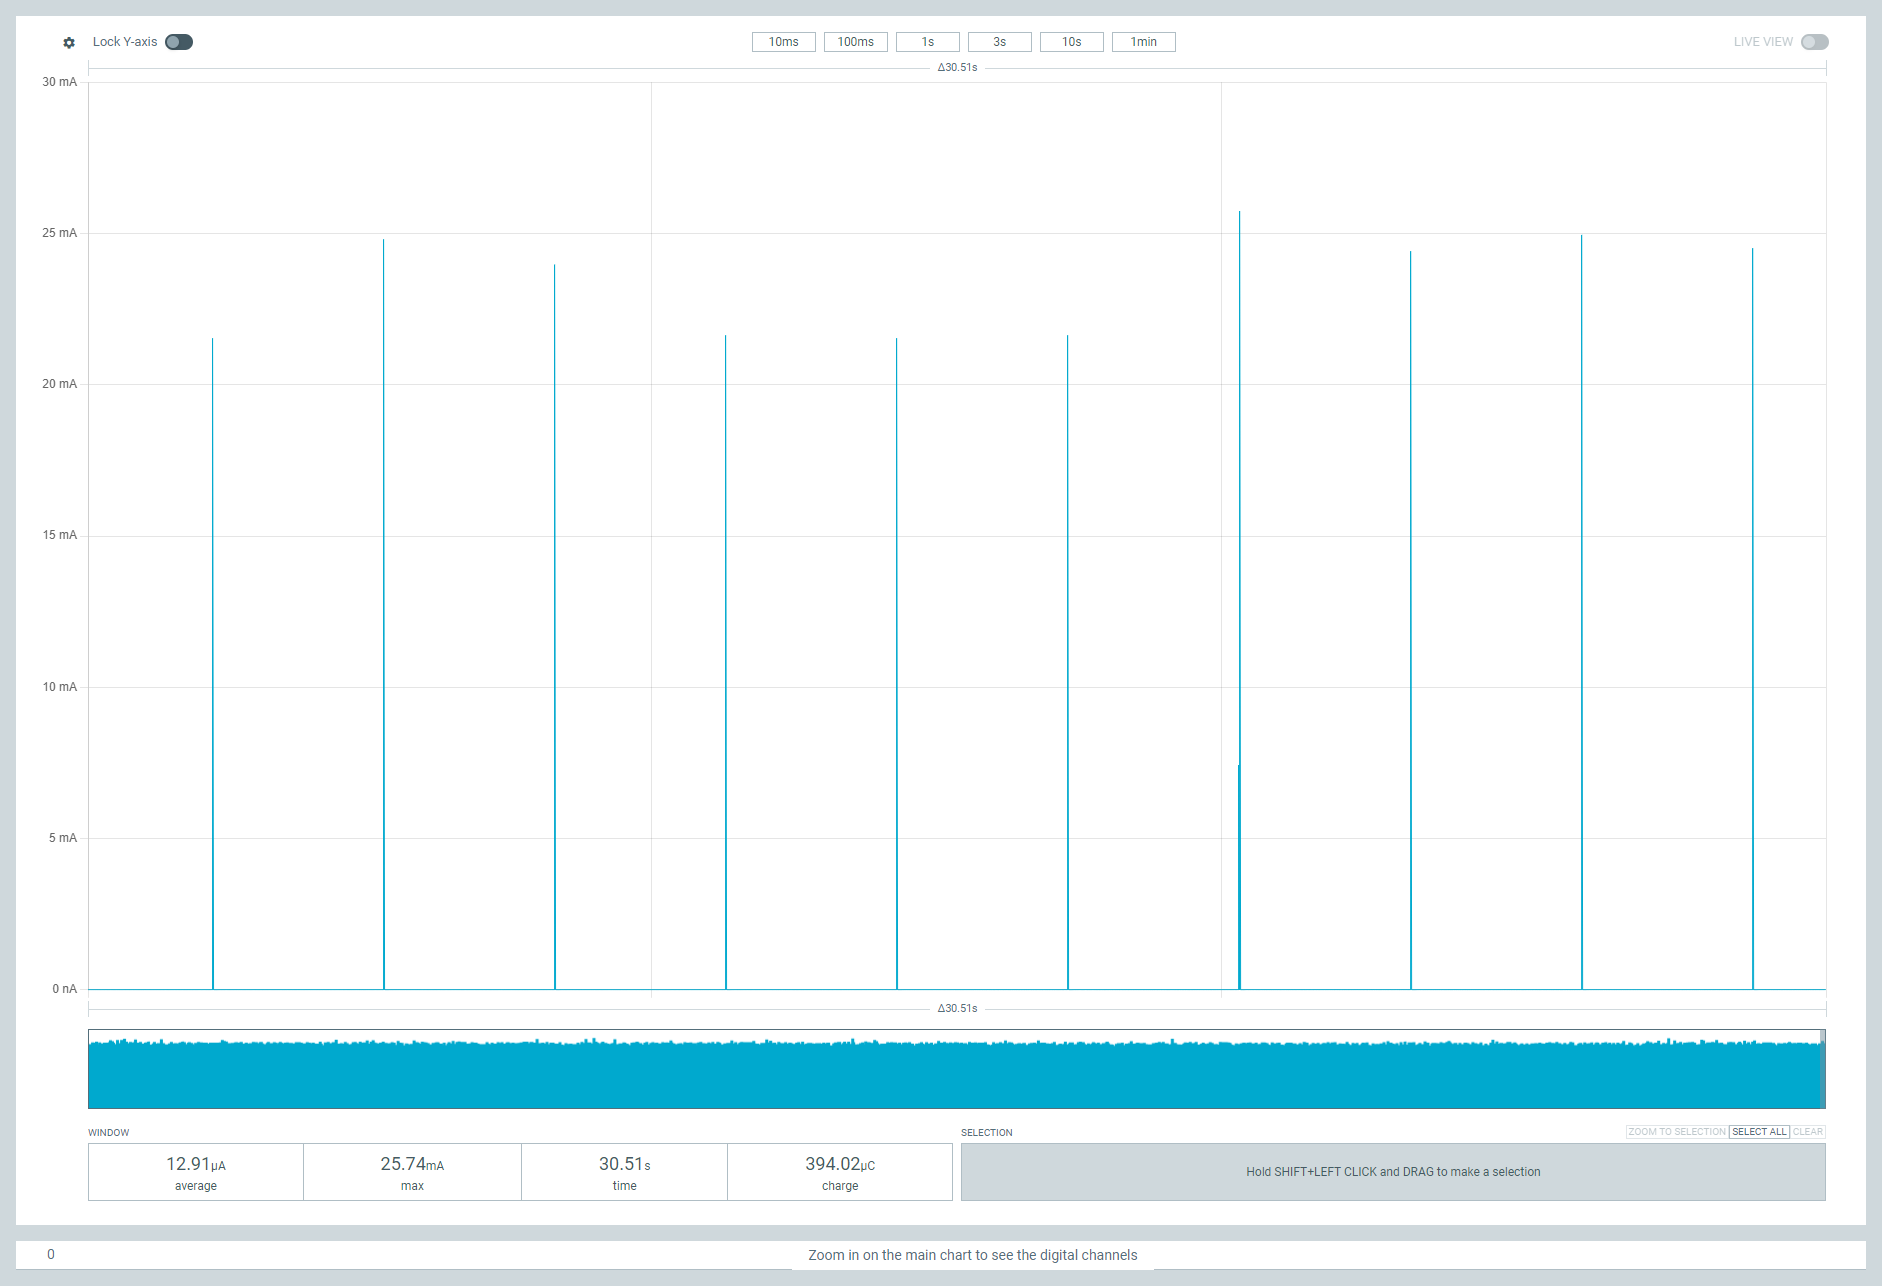 Lock Y-axis
10ms 100ms 1s 3s 10s 1min
LIVE VIEW
Δ30.51s
30 mA
25 mA
20 mA
15 mA
10 mA
5 mA
0 nA
Δ30.51s
WINDOW
12.91μA
average
25.74mA
max
30.51s
time
394.02μC
charge
SELECTION
ZOOM TO SELECTION SELECT ALL CLEAR
Hold SHIFT+LEFT CLICK and DRAG to make a selection
0
Zoom in on the main chart to see the digital channels